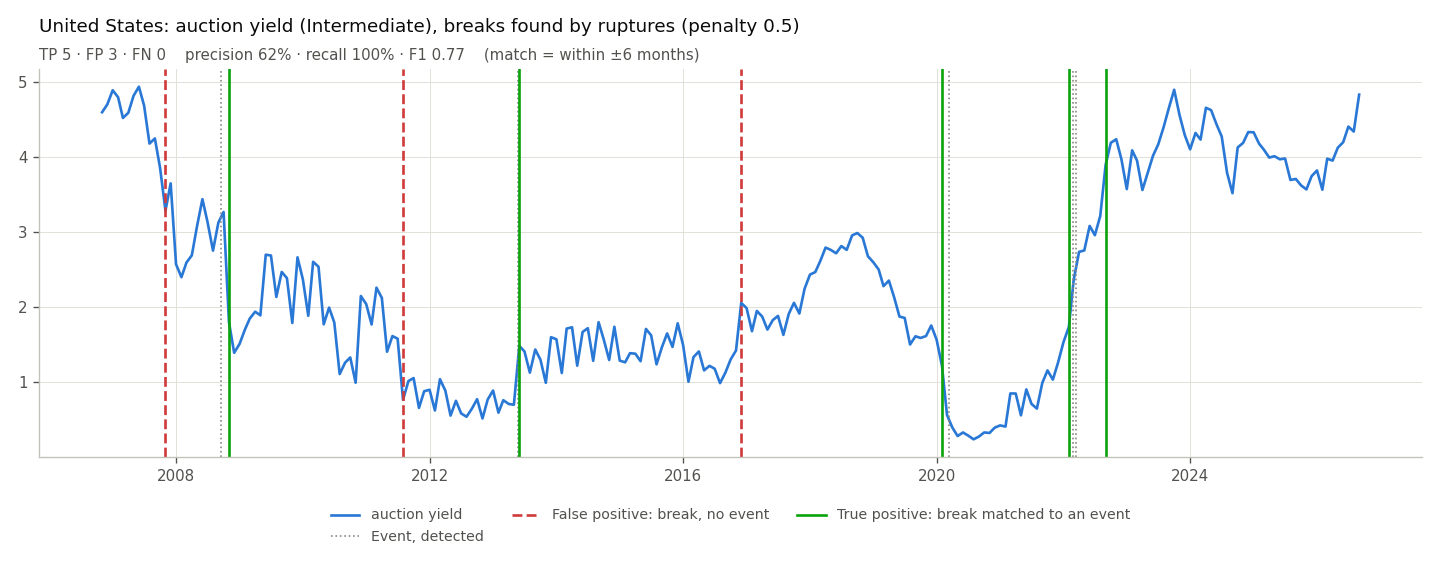 United States: auction yield (Intermediate), breaks found by ruptures (penalty 0.5)
TP 5 · FP 3 · FN 0    precision 62% · recall 100% · F1 0.77    (match = within ±6 months)
5
4
3
2
1
2008 2012 2016 2020 2024
auction yield False positive: break, no event True positive: break matched to an event
Event, detected